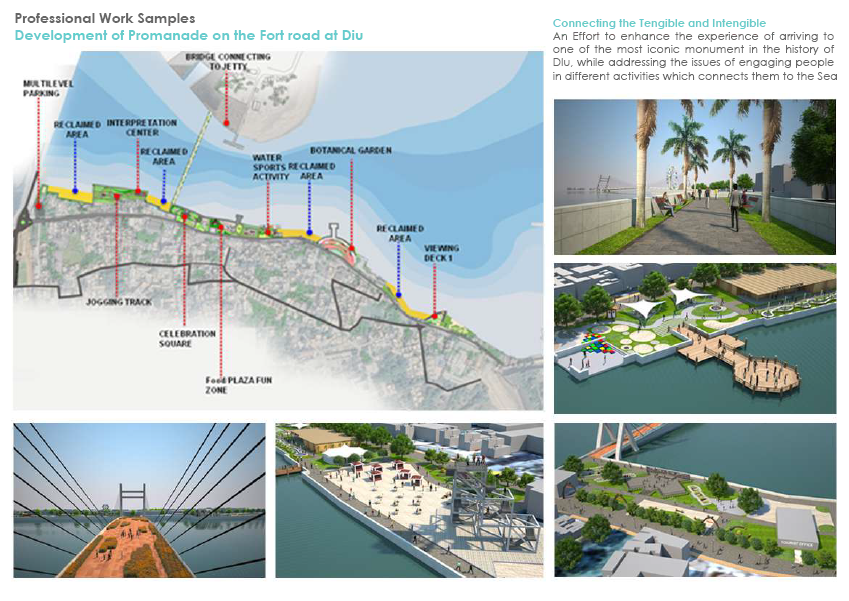 Professional Work Samples
Development of Promanade on the Fort road at Diu
Connecting the Tengible and Intengible
An Effort to enhance the experience of arriving to
one of the most iconic monument in the history of
DIu, while addressing the issues of engaging people
in different activities which connects them to the Sea
BRIDGE CONNECTING
TO JETTY
MULTILEVEL
PARKING
RECLAIMED
AREA
INTERPRETATION
CENTER
RECLAIMED
AREA
WATER
SPORTS
ACTIVITY
RECLAIMED
AREA
BOTANICAL GARDEN
RECLAIMED
AREA
VIEWING
DECK 1
JOGGING TRACK
CELEBRATION
SQUARE
Food PLAZA FUN
ZONE